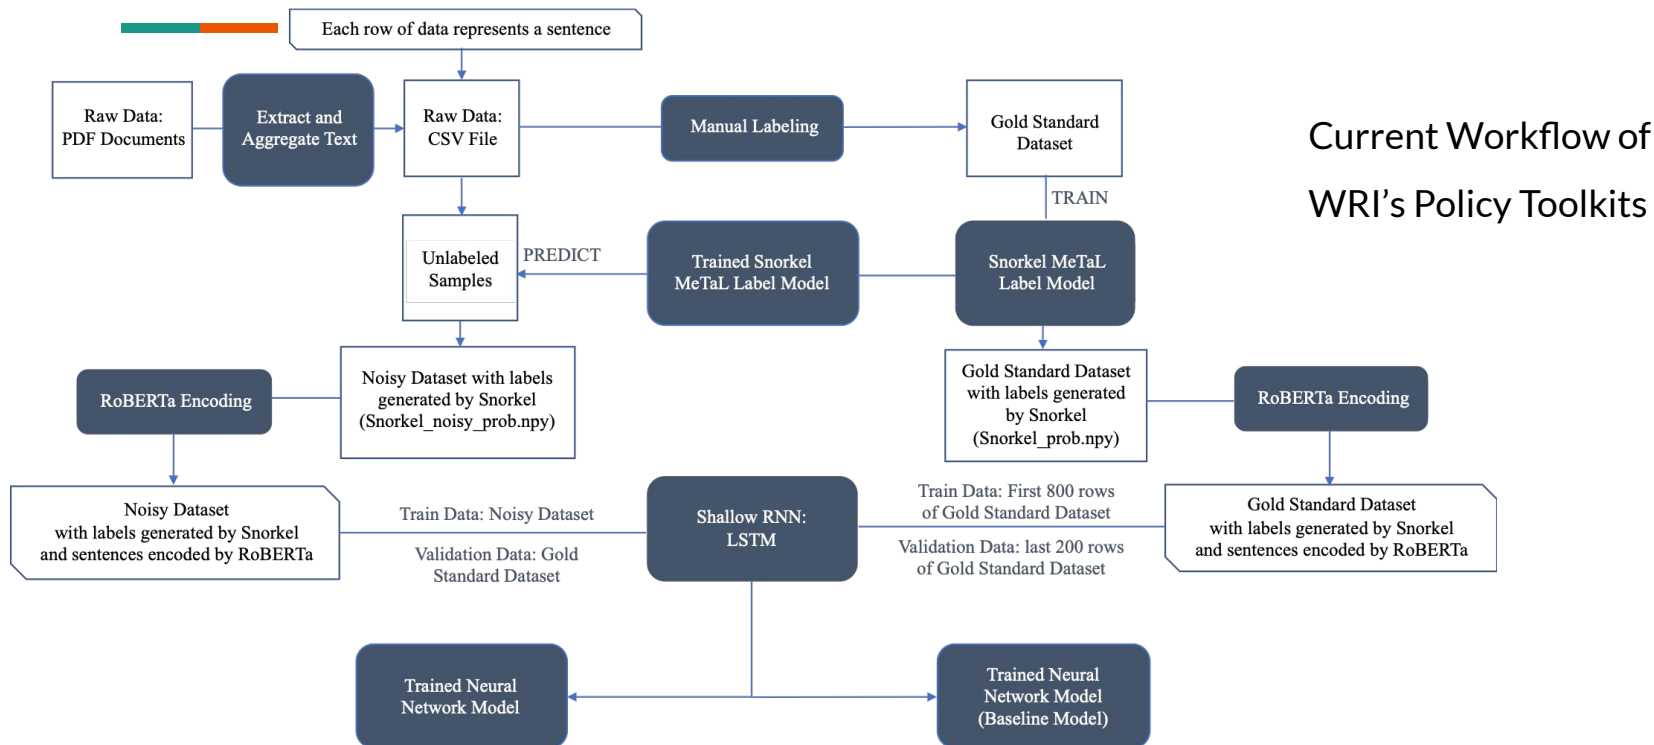 Each row of data represents a sentence
Raw Data:
PDF Documents
Extract and
Aggregate Text
Raw Data:
CSV File
Manual Labeling
Gold Standard
Dataset
Current Workflow of
WRI’s Policy Toolkits
TRAIN
Unlabeled
Samples
PREDICT
Trained Snorkel
MeTaL Label Model
Snorkel MeTaL
Label Model
RoBERTa Encoding
Noisy Dataset with labels
generated by Snorkel
(Snorkel_noisy_prob.npy)
Gold Standard Dataset
with labels generated
by Snorkel
(Snorkel_prob.npy)
RoBERTa Encoding
Noisy Dataset
with labels generated by Snorkel
and sentences encoded by RoBERTa
Train Data: Noisy Dataset
Validation Data: Gold
Standard Dataset
Shallow RNN:
LSTM
Train Data: First 800 rows
of Gold Standard Dataset
Validation Data: last 200 rows
of Gold Standard Dataset
Gold Standard Dataset
with labels generated by Snorkel
and sentences encoded by RoBERTa
Trained Neural
Network Model
Trained Neural
Network Model
(Baseline Model)